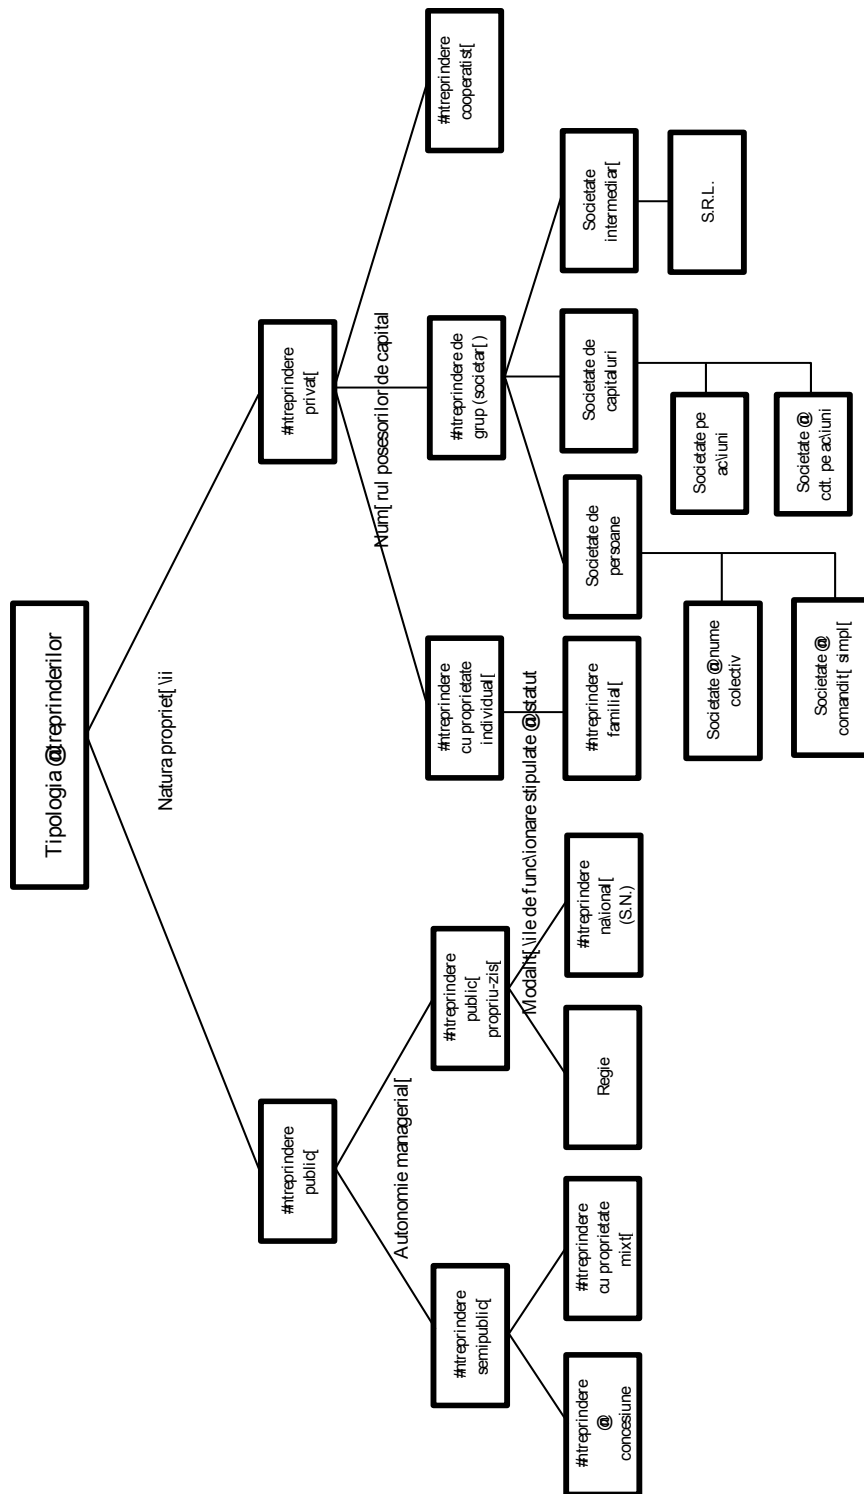 Tipologia @treprinderilor
Natura propriet[ \ii
#ntreprindere
public[
#ntreprindere
privat[
Autonomie managerial[
Num[ rul posesorilor de capital
#ntreprindere
semipublic[
#ntreprindere
public[
propriu-zis[
#ntreprindere
cu proprietate
individual[
#ntreprindere de
grup (societar[ )
#ntreprindere
cooperatist[
Modalit[ \ile de func\ionare stipulate @ statut
#ntreprindere
@
concesiune
#ntreprindere
cu proprietate
mixt[
Regie
#ntreprindere
na\ional[
(S.N.)
#ntreprindere
familial[
Societate de
persoane
Societate de
capitaluri
Societate
intermediar[
Societate @ nume
colectiv
Societate @
comandit[ simpl[
Societate pe
ac\iuni
Societate @
cdt. pe ac\iuni
S.R.L.